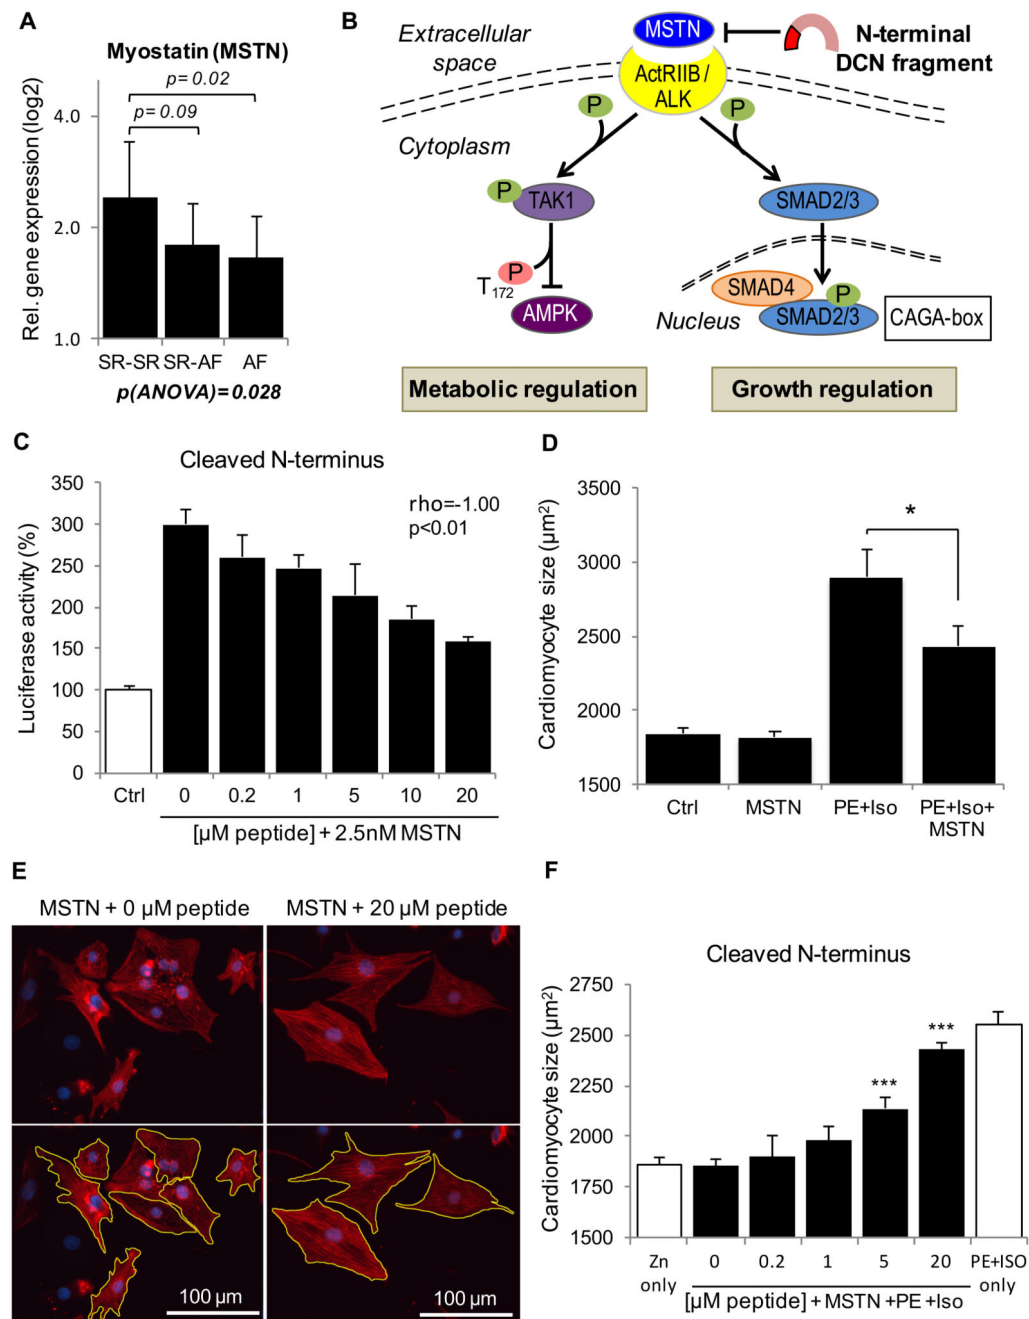 A
Myostatin (MSTN)
p=0.02
p=0.09
Rel. gene expression (log2)
4.0
2.0
1.0
SR-SR SR-AF AF
p(ANOVA)=0.028
B
Extracellular
space
MSTN
N-terminal
DCN fragment
ActRIIB/
ALK
P
P
Cytoplasm
P
TAK1
SMAD2/3
P
T172
AMPK
SMAD4
P
SMAD2/3
CAGA-box
Nucleus
Metabolic regulation
Growth regulation
C
Cleaved N-terminus
rho=-1.00
p<0.01
Luciferase activity (%)
350
300
250
200
150
100
50
0
Ctrl 0 0.2 1 5 10 20
[µM peptide] + 2.5nM MSTN
D
Cardiomyocyte size (µm²)
3500
3000
2500
2000
1500
*
Ctrl MSTN PE+Iso PE+Iso+
MSTN
E
MSTN + 0 µM peptide
MSTN + 20 µM peptide
100 µm
100 µm
F
Cleaved N-terminus
Cardiomyocyte size (µm²)
2750
2500
2250
2000
1750
1500
***
***
Zn 0 0.2 1 5 20 PE+ISO
only only
[µM peptide] + MSTN +PE +Iso